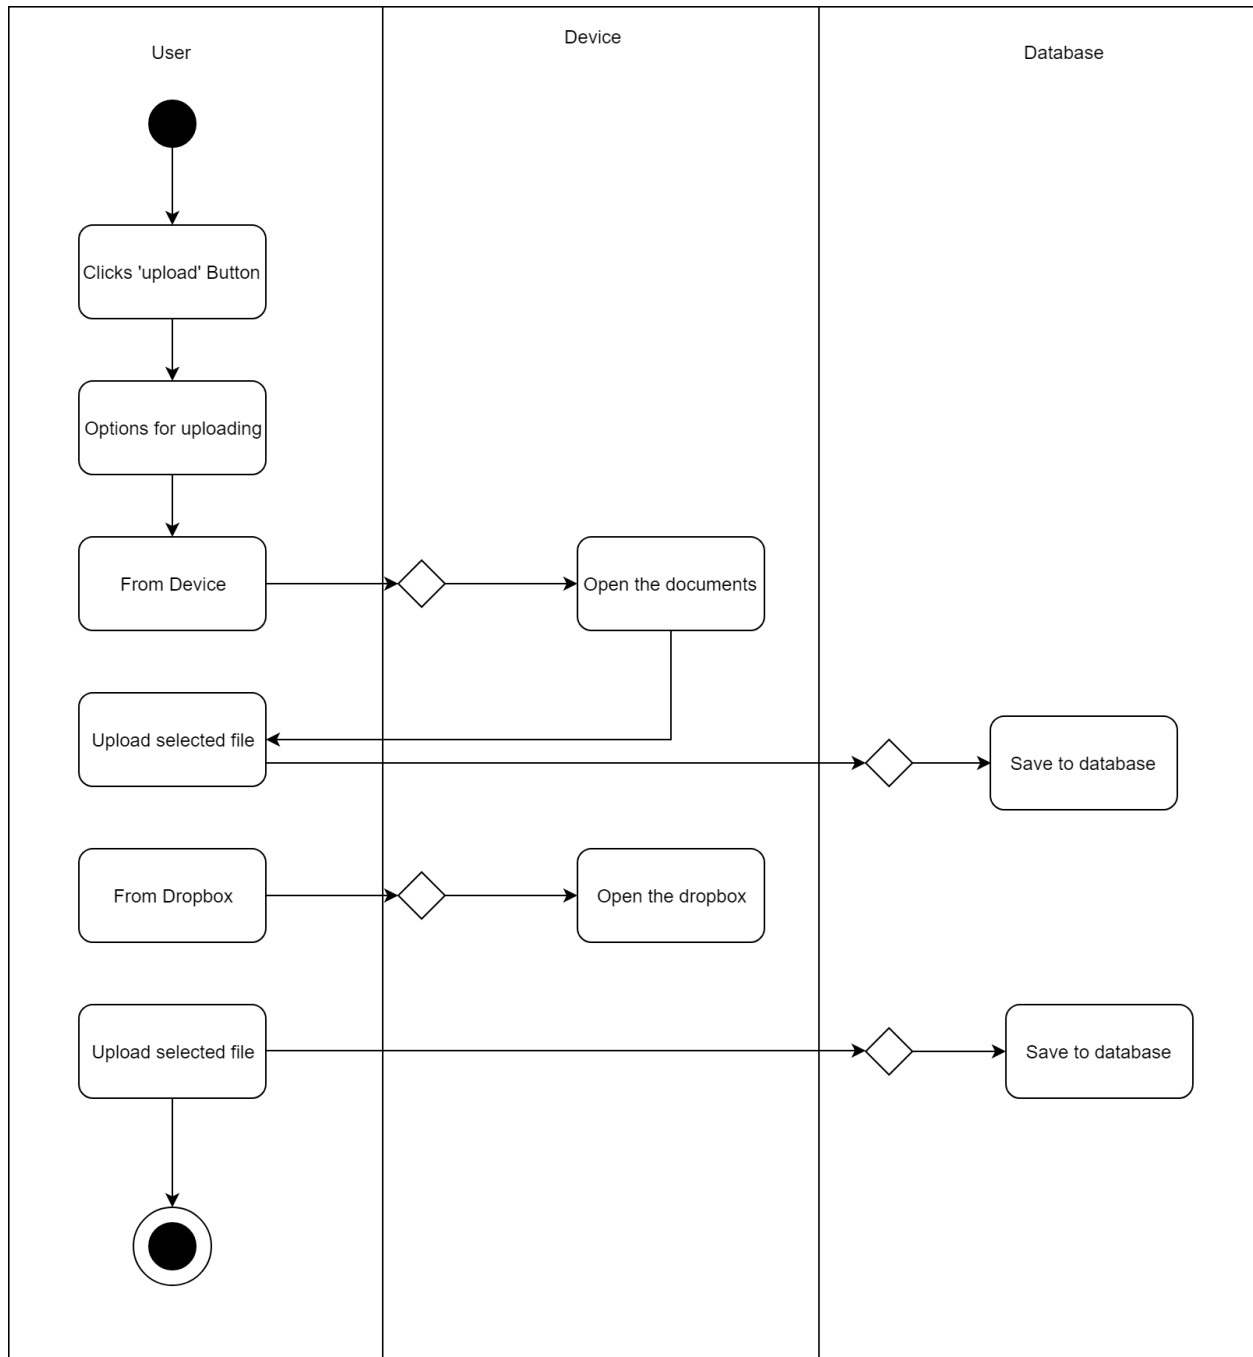 User
Device
Database
Clicks 'upload' Button
Options for uploading
From Device
Open the documents
Upload selected file
Save to database
From Dropbox
Open the dropbox
Upload selected file
Save to database